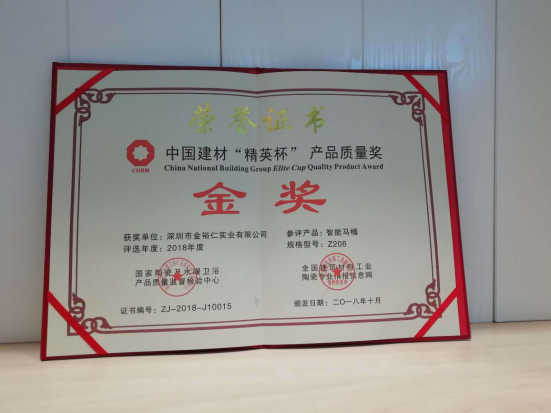 荣誉证书
CNBM
中国建材“精英杯”产品质量奖
China National Building Group Elite Cup Quality Product Award
金奖
获奖单位：深圳市金裕仁实业有限公司
评选年度：2018年度
参评产品：智能马桶
规格型号：Z206
国家陶瓷及水暖卫浴
产品质量监督检验中心
全国建筑材料工业
陶瓷专业情报信息网
证书编号：ZJ-2018-J10015
颁发日期：二〇一八年十月